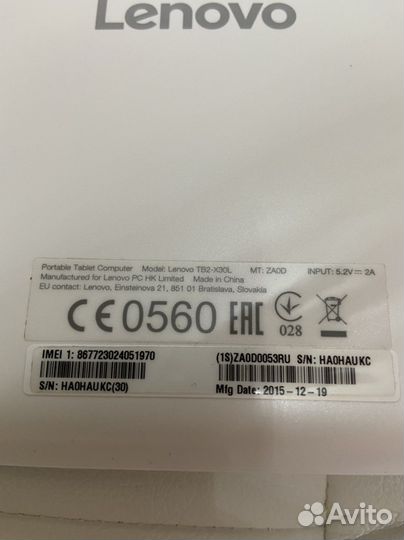 Lenovo
Portable Tablet Computer Model: Lenovo TB2-X30L MT: ZA0D INPUT: 5.2V ⎓ 2A
Manufactured for Lenovo PC HK Limited Made in China
EU contact: Lenovo, Einsteinova 21, 851 01 Bratislava, Slovakia
CE0560 EAC
028
IMEI 1: 867723024051970 (1S)ZA0D0053RU S/N: HA0HAUKC
S/N: HA0HAUKC(30) Mfg Date: 2015-12-19
Avito